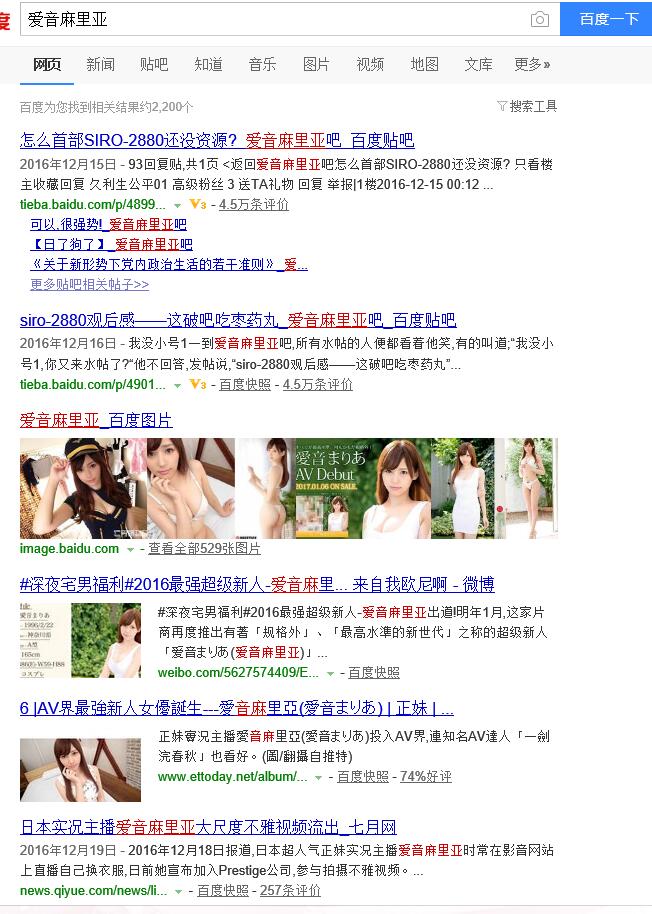 度
爱音麻里亚
百度一下
网页 新闻 贴吧 知道 音乐 图片 视频 地图 文库 更多»
百度为您找到相关结果约2,200个
搜索工具
怎么首部SIRO-2880还没资源?_爱音麻里亚吧_百度贴吧
2016年12月15日 - 93回复贴,共1页 <返回爱音麻里亚吧怎么首部SIRO-2880还没资源? 只看楼
主收藏回复 久利生公平01 高级粉丝 3 送TA礼物 回复 举报|1楼2016-12-15 00:12 ...
tieba.baidu.com/p/4899... V3 - 4.5万条评价
可以,很强势!_爱音麻里亚吧
【日了狗了】_爱音麻里亚吧
《关于新形势下党内政治生活的若干准则》_爱...
更多贴吧相关帖子>>
siro-2880观后感——这破吧吃枣药丸_爱音麻里亚吧_百度贴吧
2016年12月16日 - 我没小号1一到爱音麻里亚吧,所有水帖的人便都看着他笑,有的叫道;“我没小
号1,你又来水帖了?“他不回答,发帖说,“siro-2880观后感——这破吧吃枣药丸”...
tieba.baidu.com/p/4901... V3 - 百度快照 - 4.5万条评价
爱音麻里亚_百度图片
愛音まりあ
AV Debut
2017.01.06 ON SALE.
image.baidu.com - 查看全部529张图片
#深夜宅男福利#2016最强超级新人-爱音麻里... 来自我欧尼啊 - 微博
愛音まりあ
- 1996/2/22
- 神奈川県
- A型
165cm
コスプレ
#深夜宅男福利#2016最强超级新人-爱音麻里亚出道!明年1月,这家片
商再度推出有著「规格外」、「最高水準的新世代」之称的超级新人
「爱音まりあ(爱音麻里亚)」...
weibo.com/5627574409/E... - 百度快照
6 |AV界最強新人女優誕生---愛音麻里亞(愛音まりあ) | 正妹 | ...
正妹實況主播愛音麻里亞(愛音まりあ)投入AV界,連知名AV達人「一劍
浣春秋」也看好。(圖/翻攝自推特)
www.ettoday.net/album/... - 百度快照 - 74%好评
日本实况主播爱音麻里亚大尺度不雅视频流出_七月网
2016年12月19日 - 2016年12月18日报道,日本超人气正妹实况主播爱音麻里亚时常在影音网站
上直播自己换衣服,日前她宣布加入Prestige公司,参与拍摄不雅视频。...
news.qiyue.com/news/li... - 百度快照 - 257条评价